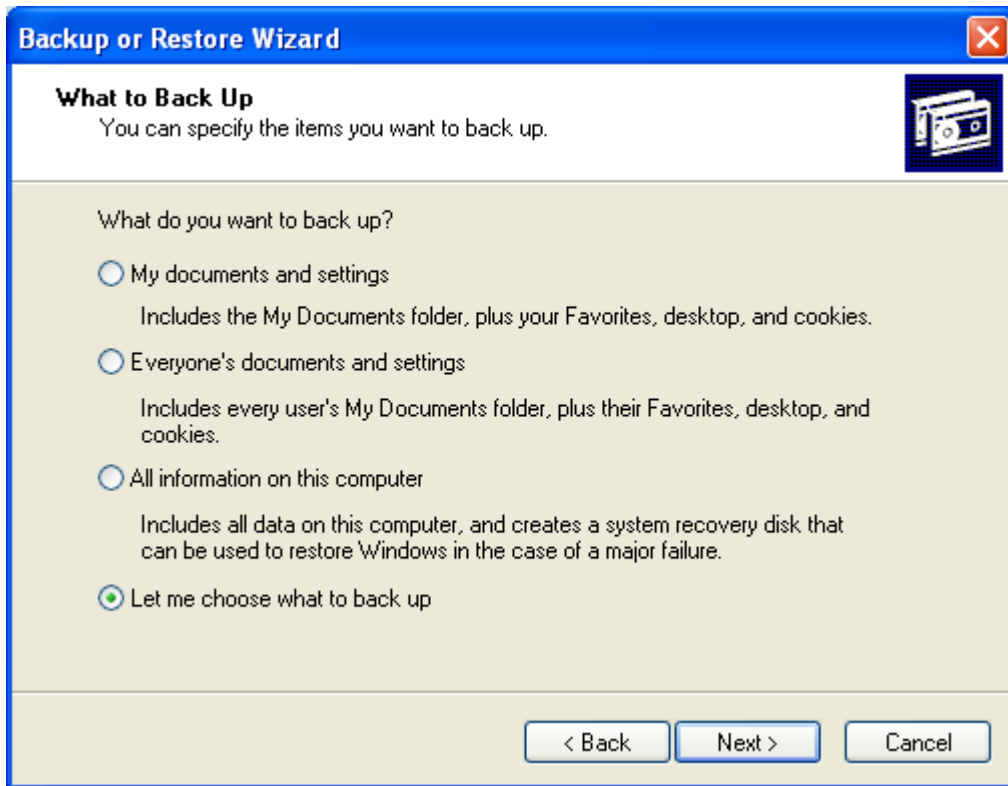 Backup or Restore Wizard
What to Back Up
You can specify the items you want to back up.
What do you want to back up?
My documents and settings
Includes the My Documents folder, plus your Favorites, desktop, and cookies.
Everyone's documents and settings
Includes every user's My Documents folder, plus their Favorites, desktop, and
cookies.
All information on this computer
Includes all data on this computer, and creates a system recovery disk that
can be used to restore Windows in the case of a major failure.
Let me choose what to back up
< Back Next > Cancel